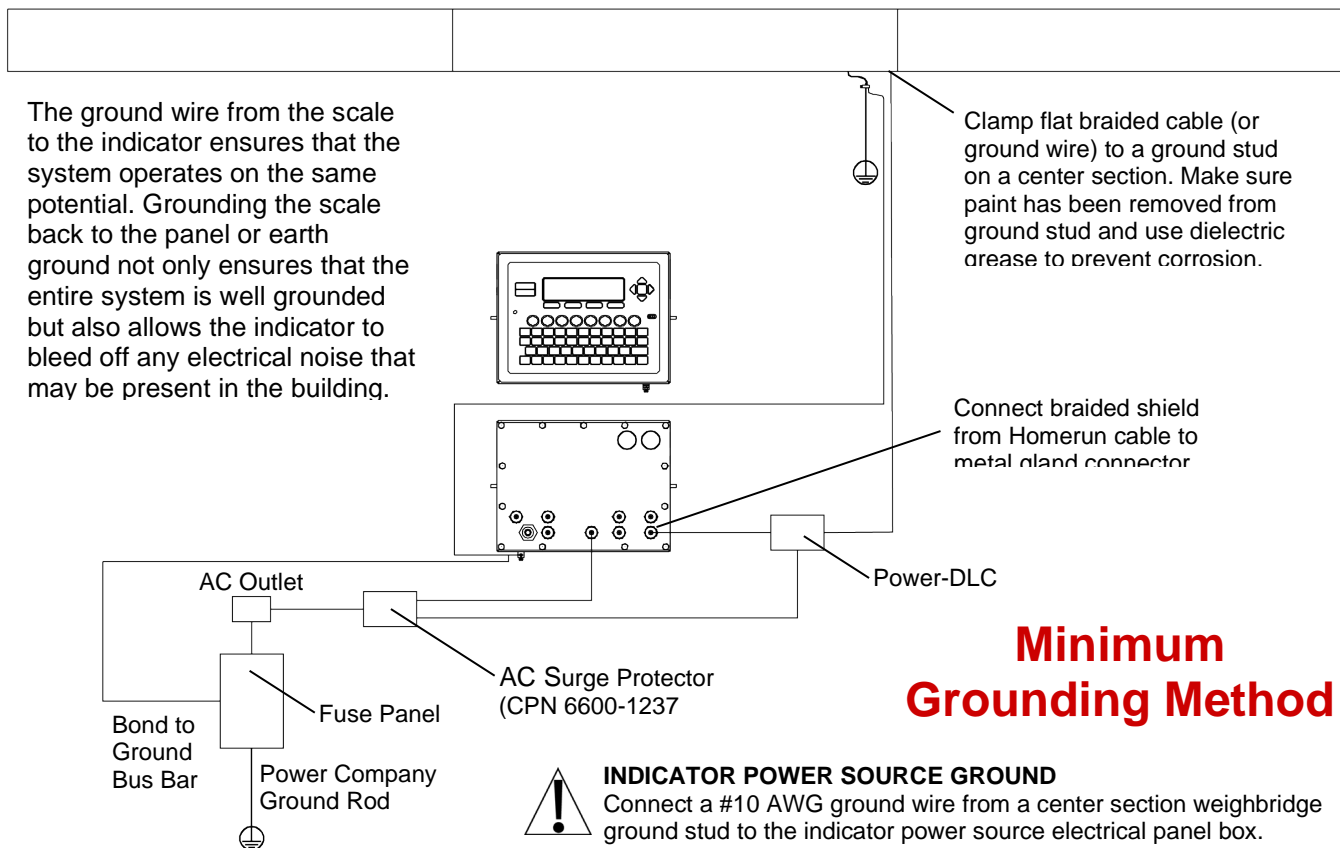 The ground wire from the scale
to the indicator ensures that the
system operates on the same
potential. Grounding the scale
back to the panel or earth
ground not only ensures that the
entire system is well grounded
but also allows the indicator to
bleed off any electrical noise that
may be present in the building.
Clamp flat braided cable (or
ground wire) to a ground stud
on a center section. Make sure
paint has been removed from
ground stud and use dielectric
grease to prevent corrosion.
Connect braided shield
from Homerun cable to
metal gland connector
Power-DLC
AC Outlet
AC Surge Protector
(CPN 6600-1237
Fuse Panel
Bond to
Ground
Bus Bar
Power Company
Ground Rod
Minimum
Grounding Method
INDICATOR POWER SOURCE GROUND
Connect a #10 AWG ground wire from a center section weighbridge
ground stud to the indicator power source electrical panel box.